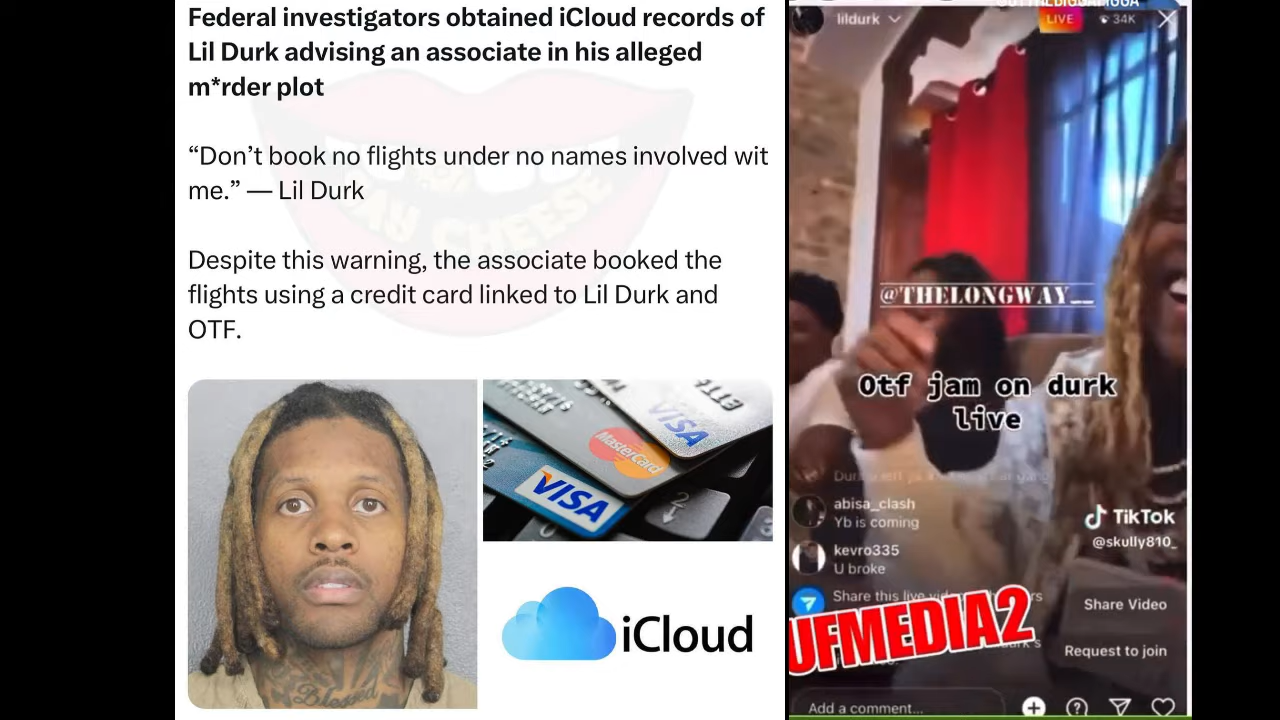 Federal investigators obtained iCloud records of
Lil Durk advising an associate in his alleged
m*rder plot
“Don’t book no flights under no names involved wit
me.” — Lil Durk
Despite this warning, the associate booked the
flights using a credit card linked to Lil Durk and
OTF.
SAY CHEESE
Blessed
VISA
MasterCard
VISA
iCloud
lildurk
LIVE
34K
@THELONGWAY__
Otf jam on durk
live
abisa_clash
Yb is coming
kevro335
U broke
Share this live
TikTok
@skully810_
UFMEDIA2
Share Video
Request to join
Add a comment...